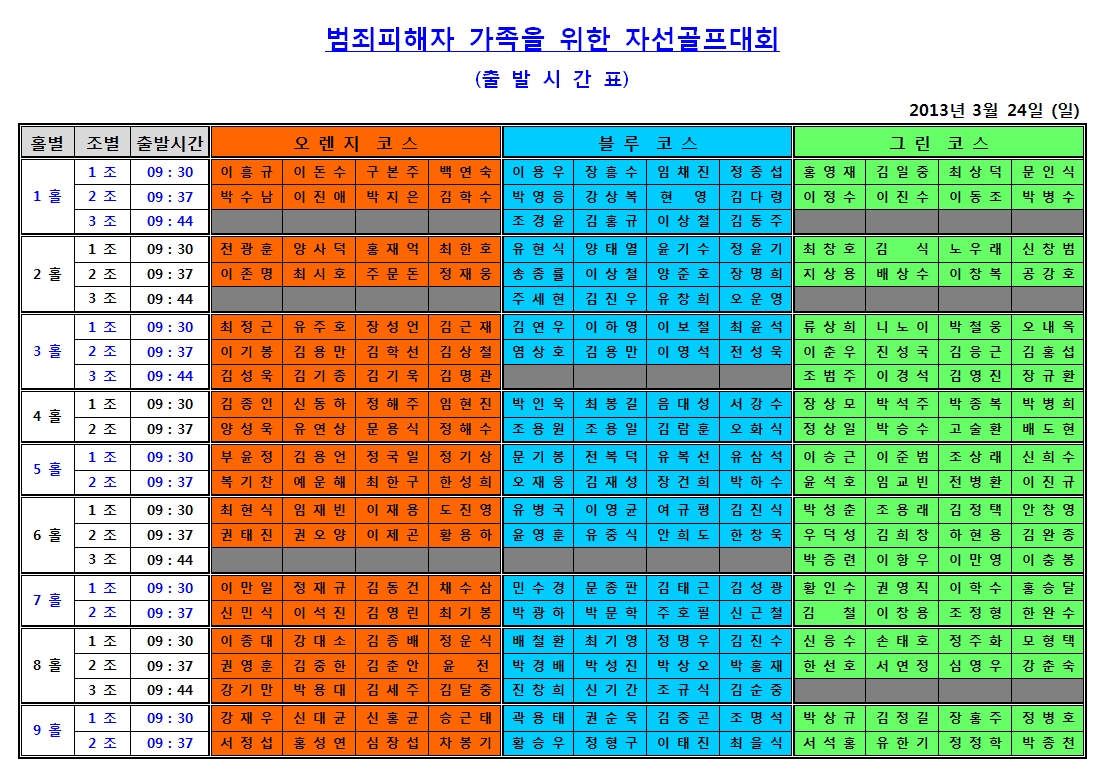 범죄피해자 가족을 위한 자선골프대회
(출 발 시 간 표)
2013년 3월 24일 (일)
홀별 조별 출발시간 오 렌 지 코 스 블 루 코 스 그 린 코 스
1 홀 1 조 09 : 30 이흥규 이돈수 구본주 백연숙 이용우 장흥수 임채진 정종섭 홍영재 김일중 최상덕 문인식
2 조 09 : 37 박수남 이진애 박지은 김학수 박영응 강상복 현 영 김다령 이정수 이진수 이동조 박병수
3 조 09 : 44 조경윤 김홍규 이상철 김동주
2 홀 1 조 09 : 30 전광훈 양사덕 홍재억 최한호 유현식 양태열 윤기수 정윤기 최창호 김 식 노우래 신창범
2 조 09 : 37 이존명 최시호 주문돈 정재웅 송종률 이상철 양준호 장명희 지상용 배상수 이창복 공강호
3 조 09 : 44 주세현 김진우 유창희 오운영
3 홀 1 조 09 : 30 최정근 유주호 장성언 김근재 김연우 이하영 이보철 최윤석 류상희 니노이 박철웅 오내옥
2 조 09 : 37 이기봉 김용만 김학선 김상철 염상호 김용만 이영석 전성욱 이춘우 진성국 김응근 김홍섭
3 조 09 : 44 김성욱 김기종 김기욱 김명관 조범주 이경석 김영진 장규환
4 홀 1 조 09 : 30 김종인 신동하 정해주 임현진 박인욱 최봉길 음대성 서강수 장상모 박석주 박종복 박병희
2 조 09 : 37 양성욱 유연상 문용식 정해수 조용원 조용일 김람훈 오화식 정상일 박승수 고술환 배도현
5 홀 1 조 09 : 30 부윤정 김용언 정국일 정기상 문기봉 전복덕 유복선 유삼석 이승근 이준범 조상래 신희수
2 조 09 : 37 복기찬 예운해 최한구 한성희 오재웅 김재성 장건희 박하수 윤석호 임교빈 전병환 이진규
6 홀 1 조 09 : 30 최현식 임재빈 이재용 도진영 유병국 이영균 여규평 김진식 박성춘 조용래 김정택 안창영
2 조 09 : 37 권태진 권오양 이제곤 황용하 윤영훈 유중식 안희도 한창욱 우덕성 김희창 하현용 김완종
3 조 09 : 44 박증련 이항우 이만영 이충봉
7 홀 1 조 09 : 30 이만일 정재규 김동건 채수삼 민수경 문종판 김태근 김성광 황인수 권영직 이학수 홍승달
2 조 09 : 37 신민식 이석진 김영린 최기봉 박광하 박문학 주호필 신근철 김 철 이창용 조정형 한완수
8 홀 1 조 09 : 30 이종대 강대소 김종배 정운식 배철환 최기영 정명우 김진수 신응수 손태호 정주화 모형택
2 조 09 : 37 권영훈 김중한 김춘안 윤 전 박경배 박성진 박상오 박홍재 한선호 서연정 심영우 강춘숙
3 조 09 : 44 강기만 박용대 김세주 김달중 진창희 신기간 조규식 김순중
9 홀 1 조 09 : 30 강재우 신대균 신홍균 승근태 곽용태 권순욱 김중곤 조명석 박상규 김정길 장홍주 정병호
2 조 09 : 37 서정섭 홍성연 심장섭 차봉기 황승우 정형구 이태진 최을식 서석홍 유한기 정정학 박종천